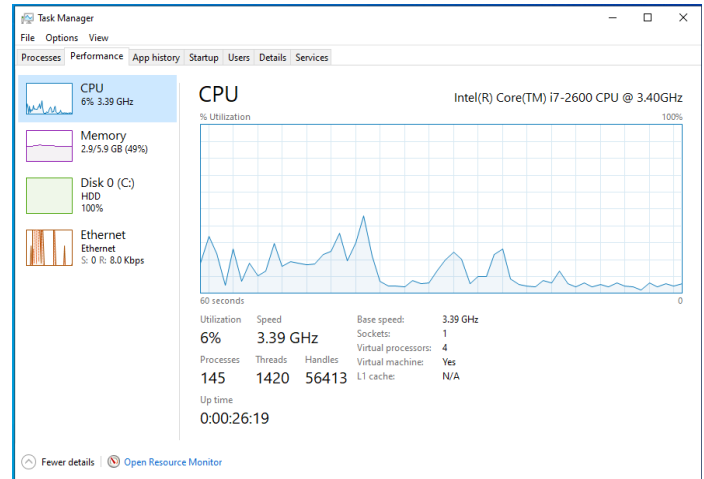 Task Manager
File Options View
Processes Performance App history Startup Users Details Services
CPU
6% 3.39 GHz
Memory
2.9/5.9 GB (49%)
Disk 0 (C:)
HDD
100%
Ethernet
Ethernet
S: 0 R: 8.0 Kbps
CPU Intel(R) Core(TM) i7-2600 CPU @ 3.40GHz
% Utilization 100%
60 seconds 0
Utilization Speed Base speed: 3.39 GHz
6% 3.39 GHz Sockets: 1
Virtual processors: 4
Processes Threads Handles Virtual machine: Yes
145 1420 56413 L1 cache: N/A
Up time
0:00:26:19
Fewer details Open Resource Monitor